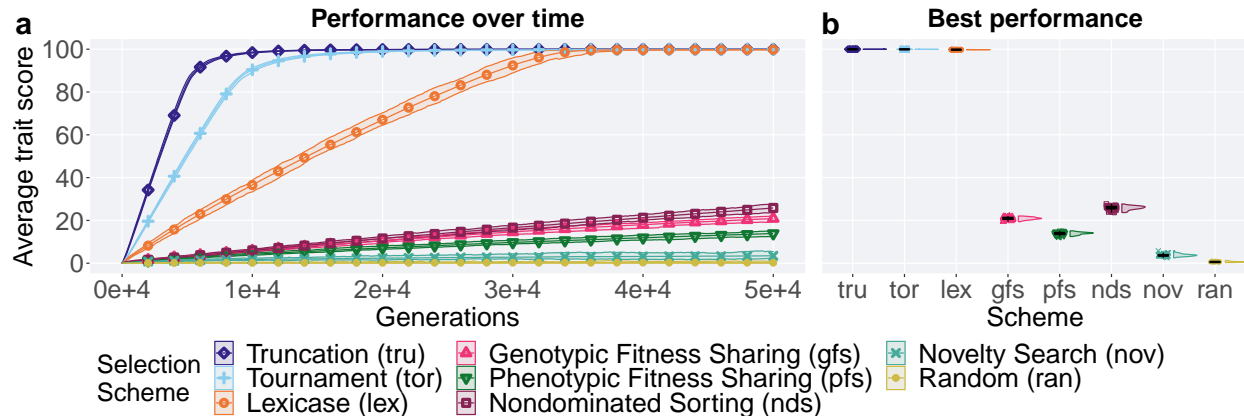 a Performance over time
b Best performance
Average trait score
100
80
60
40
20
0
0e+4 1e+4 2e+4 3e+4 4e+4 5e+4
Generations
tru tor lex gfs pfs nds nov ran
Scheme
Selection
Scheme
Truncation (tru)
Tournament (tor)
Lexicase (lex)
Genotypic Fitness Sharing (gfs)
Phenotypic Fitness Sharing (pfs)
Nondominated Sorting (nds)
Novelty Search (nov)
Random (ran)